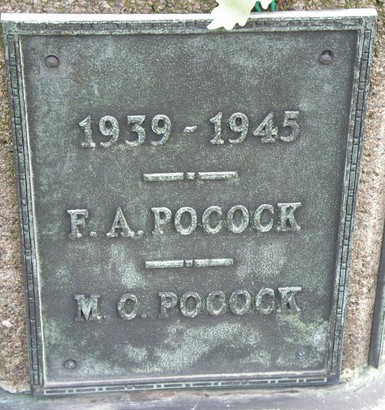 1939 - 1945
F. A. POCOCK
M. O. POCOCK